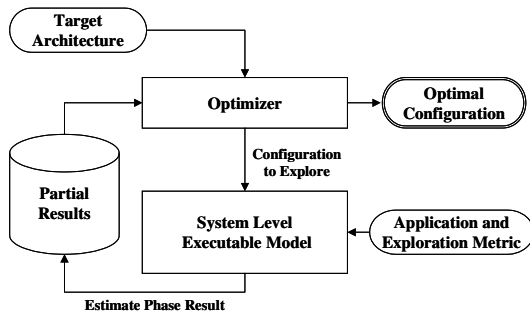 Target
Architecture
Optimizer
Optimal
Configuration
Configuration
to Explore
Partial
Results
System Level
Executable Model
Application and
Exploration Metric
Estimate Phase Result